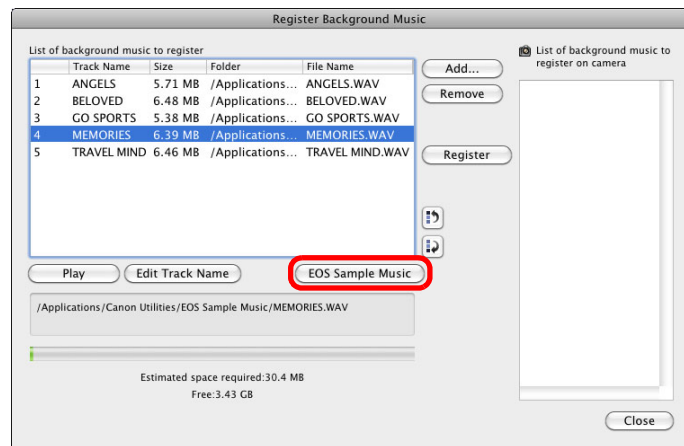 Register Background Music
List of background music to register
Track Name Size Folder File Name
1 ANGELS 5.71 MB /Applications... ANGELS.WAV
2 BELOVED 6.48 MB /Applications... BELOVED.WAV
3 GO SPORTS 5.38 MB /Applications... GO SPORTS.WAV
4 MEMORIES 6.39 MB /Applications... MEMORIES.WAV
5 TRAVEL MIND 6.46 MB /Applications... TRAVEL MIND.WAV
Add...
Remove
Register
List of background music to
register on camera
Play Edit Track Name EOS Sample Music
/Applications/Canon Utilities/EOS Sample Music/MEMORIES.WAV
Estimated space required:30.4 MB
Free:3.43 GB
Close